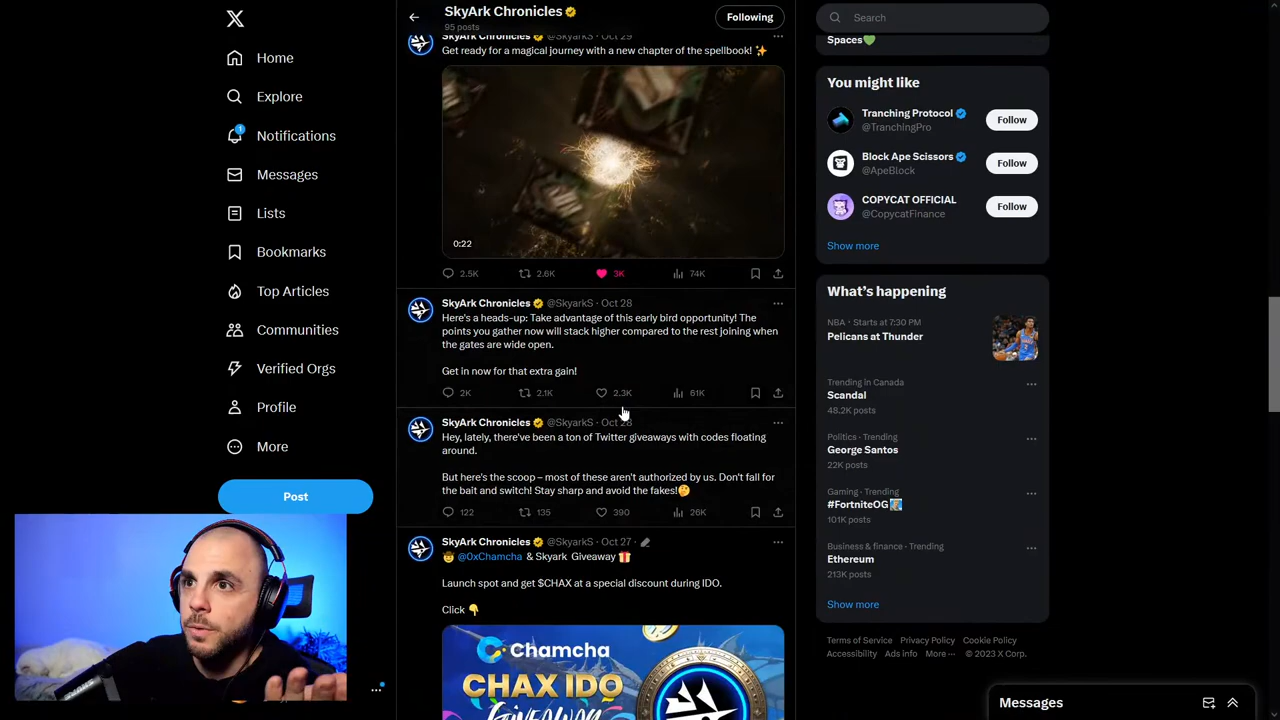 SkyArk Chronicles
95 posts
Following
Search
Home
Explore
1
Notifications
Messages
Lists
Bookmarks
Top Articles
Communities
Verified Orgs
Profile
More
Post
SkyArk Chronicles @SkyarkS · Oct 29
Get ready for a magical journey with a new chapter of the spellbook! ✨
0:22
2.5K 2.6K 3K 74K
SkyArk Chronicles @SkyarkS · Oct 28
Here's a heads-up: Take advantage of this early bird opportunity! The
points you gather now will stack higher compared to the rest joining when
the gates are wide open.
Get in now for that extra gain!
2K 2.1K 2.3K 61K
SkyArk Chronicles @SkyarkS · Oct 28
Hey, lately, there've been a ton of Twitter giveaways with codes floating
around.
But here's the scoop – most of these aren't authorized by us. Don't fall for
the bait and switch! Stay sharp and avoid the fakes!🤔
122 135 390 26K
SkyArk Chronicles @SkyarkS · Oct 27 ·
🤠 @0xChamcha & Skyark Giveaway 🎁
Launch spot and get $CHAX at a special discount during IDO.
Click 👇
Chamcha
CHAX IDO
GIVEAWAY
Spaces💚
You might like
Tranching Protocol
@TranchingPro
Follow
Block Ape Scissors
@ApeBlock
Follow
COPYCAT OFFICIAL
@CopycatFinance
Follow
Show more
What's happening
NBA · Starts at 7:30 PM
Pelicans at Thunder
Trending in Canada
Scandal
48.2K posts
Politics · Trending
George Santos
22K posts
Gaming · Trending
#FortniteOG
101K posts
Business & finance · Trending
Ethereum
213K posts
Show more
Terms of Service Privacy Policy Cookie Policy
Accessibility Ads info More ··· © 2023 X Corp.
Messages